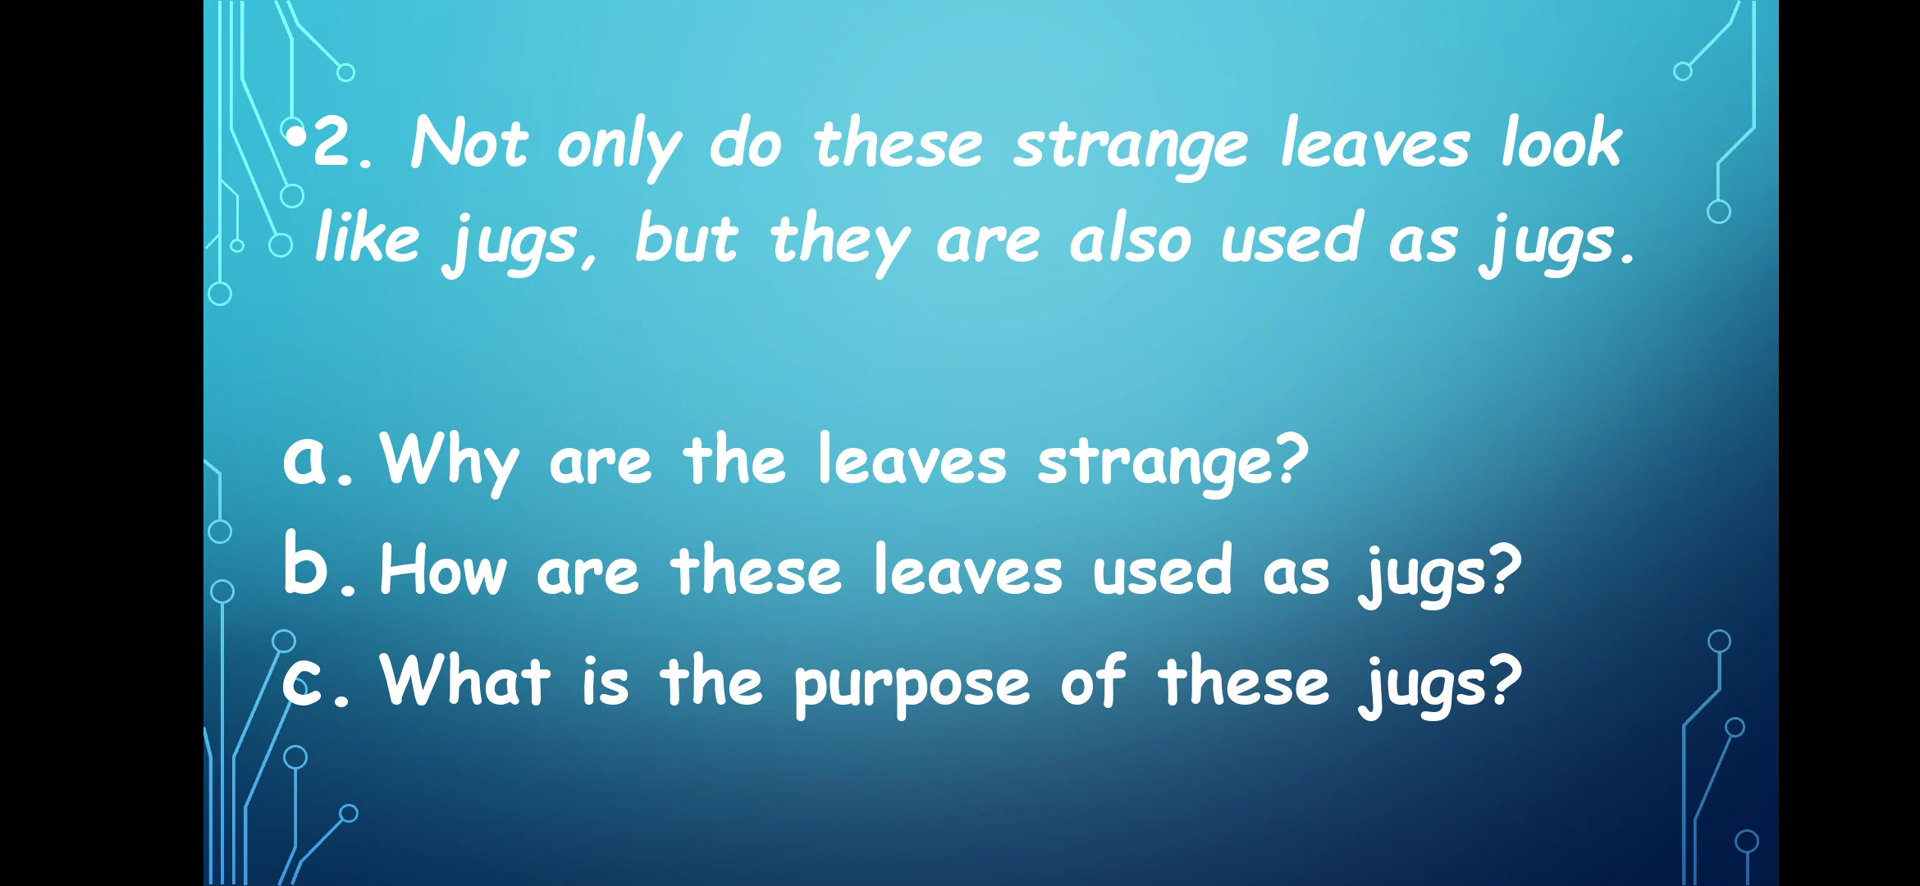 •2. Not only do these strange leaves look
like jugs, but they are also used as jugs.
a. Why are the leaves strange?
b. How are these leaves used as jugs?
c. What is the purpose of these jugs?